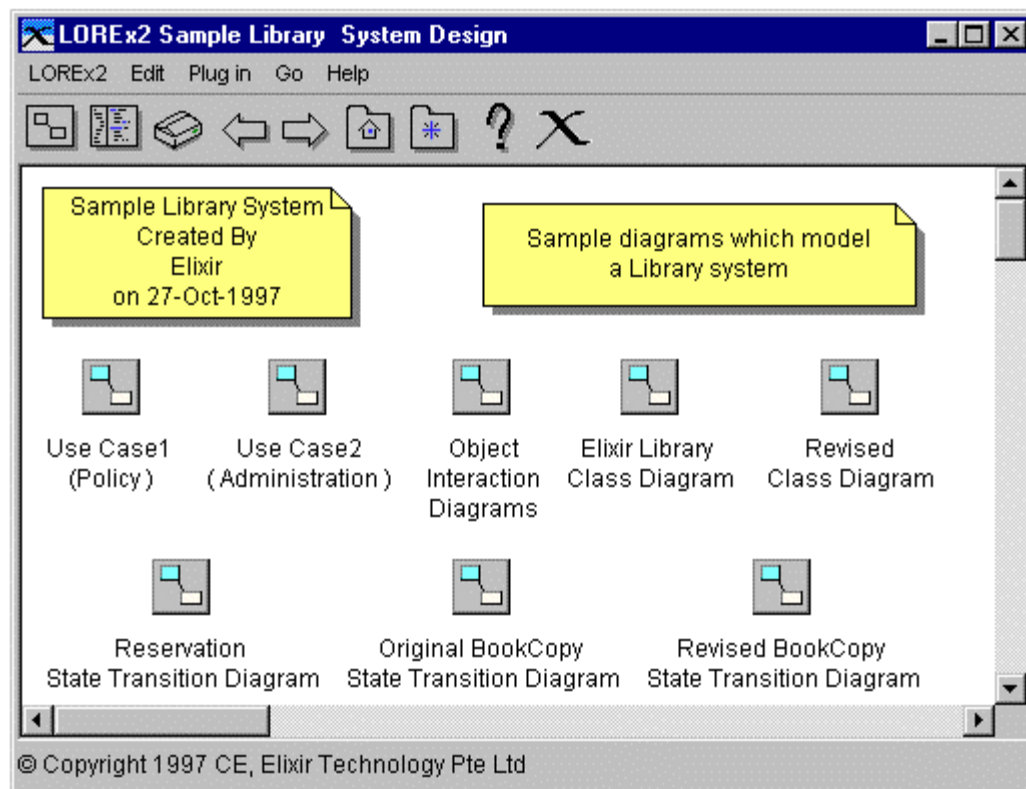 LOREx2 Sample Library System Design
LOREx2 Edit Plug in Go Help
Sample Library System
Created By
Elixir
on 27-Oct-1997
Sample diagrams which model
a Library system
Use Case1
(Policy )
Use Case2
( Administration )
Object
Interaction
Diagrams
Elixir Library
Class Diagram
Revised
Class Diagram
Reservation
State Transition Diagram
Original BookCopy
State Transition Diagram
Revised BookCopy
State Transition Diagram
© Copyright 1997 CE, Elixir Technology Pte Ltd